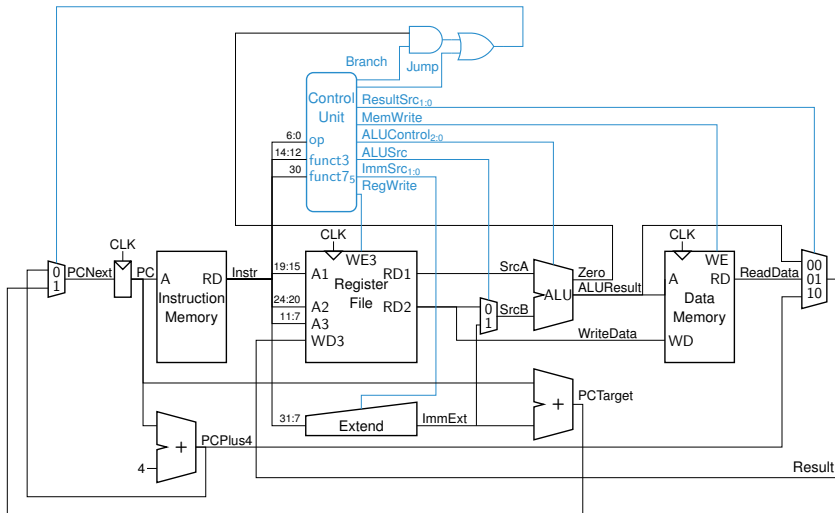 Branch
Jump
Control
Unit
ResultSrc1:0
MemWrite
ALUControl2:0
ALUSrc
ImmSrc1:0
RegWrite
6:0
op
14:12
funct3
30
funct75
CLK
CLK
CLK
0
1
PCNext
PC
A
RD
Instruction
Memory
Instr
19:15
A1
WE3
RD1
Register
File
24:20
A2
RD2
11:7
A3
WD3
SrcA
0
1
SrcB
ALU
Zero
ALUResult
WriteData
WE
A
RD
Data
Memory
WD
ReadData
00
01
10
31:7
Extend
ImmExt
+
PCTarget
4
+
PCPlus4
Result